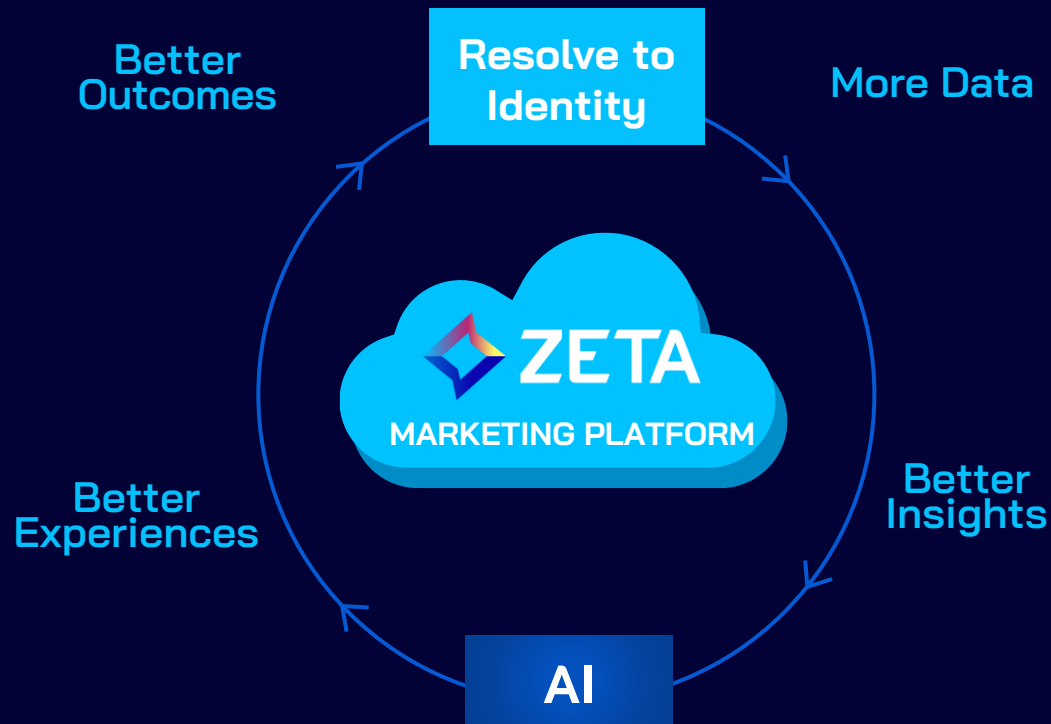 Better
Outcomes
Resolve to
Identity
More Data
ZETA
MARKETING PLATFORM
Better
Experiences
Better
Insights
AI